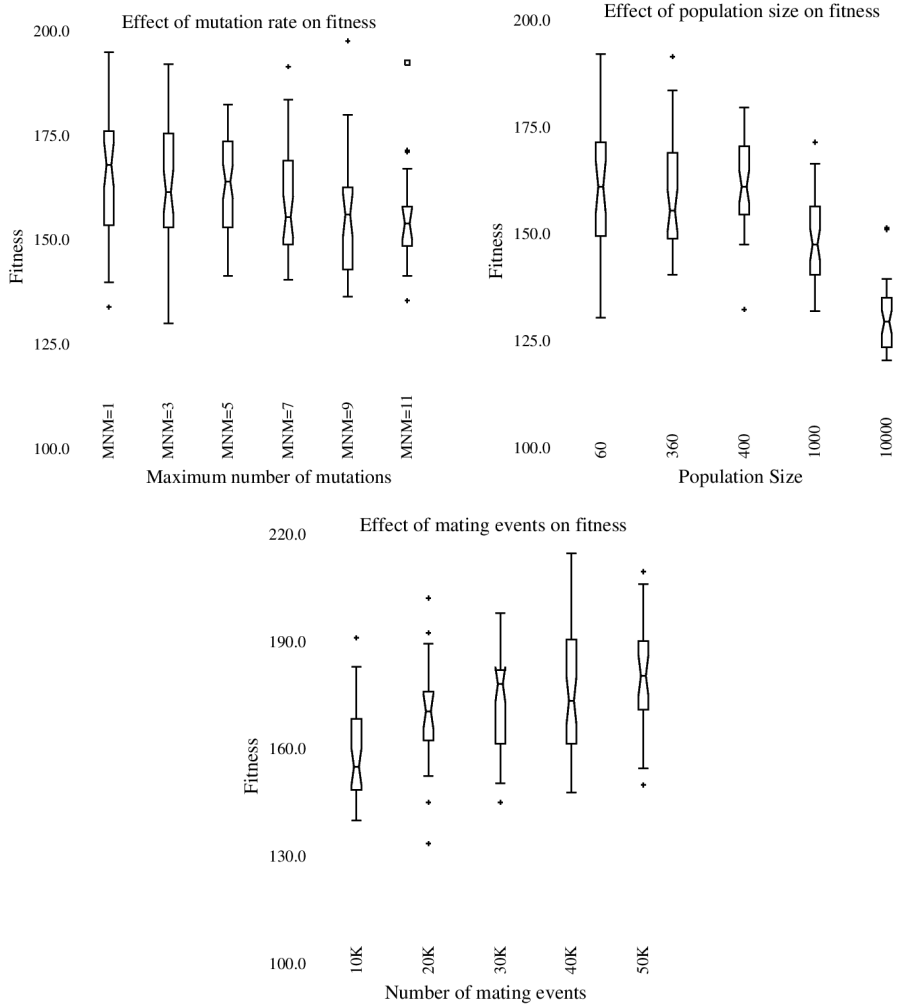 Effect of mutation rate on fitness
200.0
175.0
150.0
125.0
100.0
Fitness
MNM=1
MNM=3
MNM=5
MNM=7
MNM=9
MNM=11
Maximum number of mutations
Effect of population size on fitness
200.0
175.0
150.0
125.0
100.0
Fitness
60
360
400
1000
10000
Population Size
Effect of mating events on fitness
220.0
190.0
160.0
130.0
100.0
Fitness
10K
20K
30K
40K
50K
Number of mating events